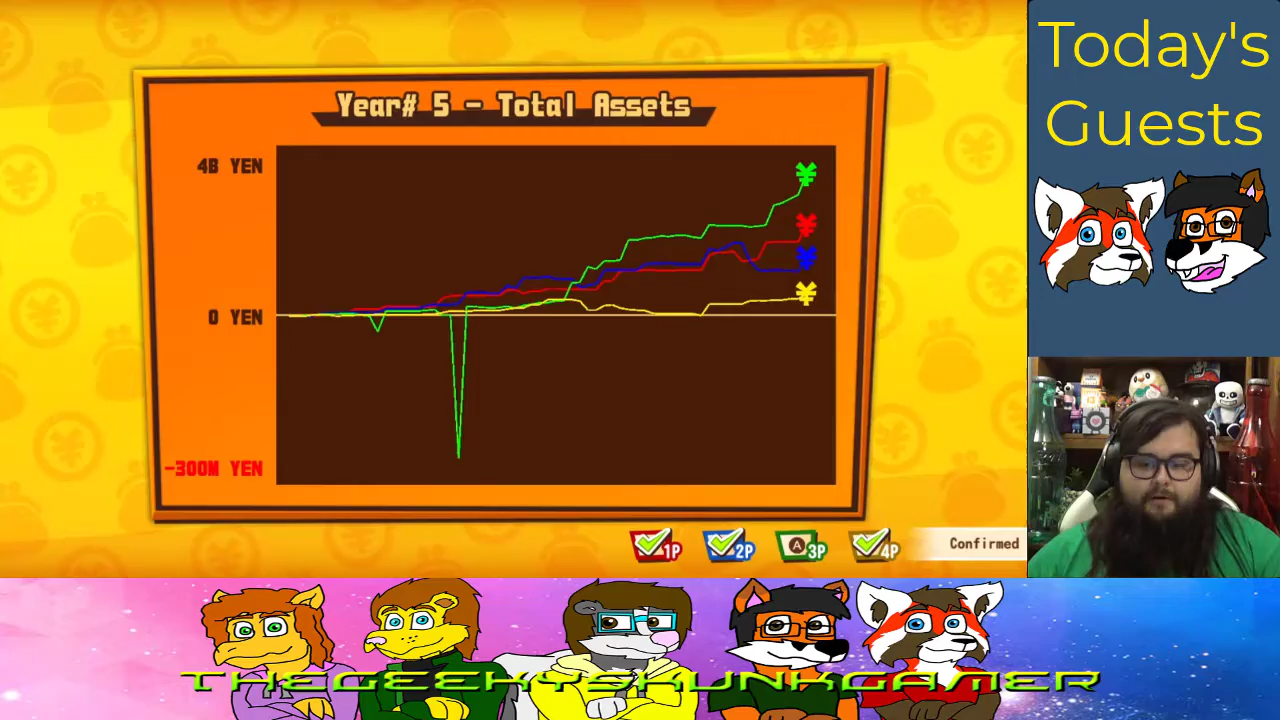 Year# 5 - Total Assets
4B YEN
0 YEN
-300M YEN
1P
2P
A 3P
4P
Confirmed
Today's
Guests
THEGEEKYSKUNKGAMER